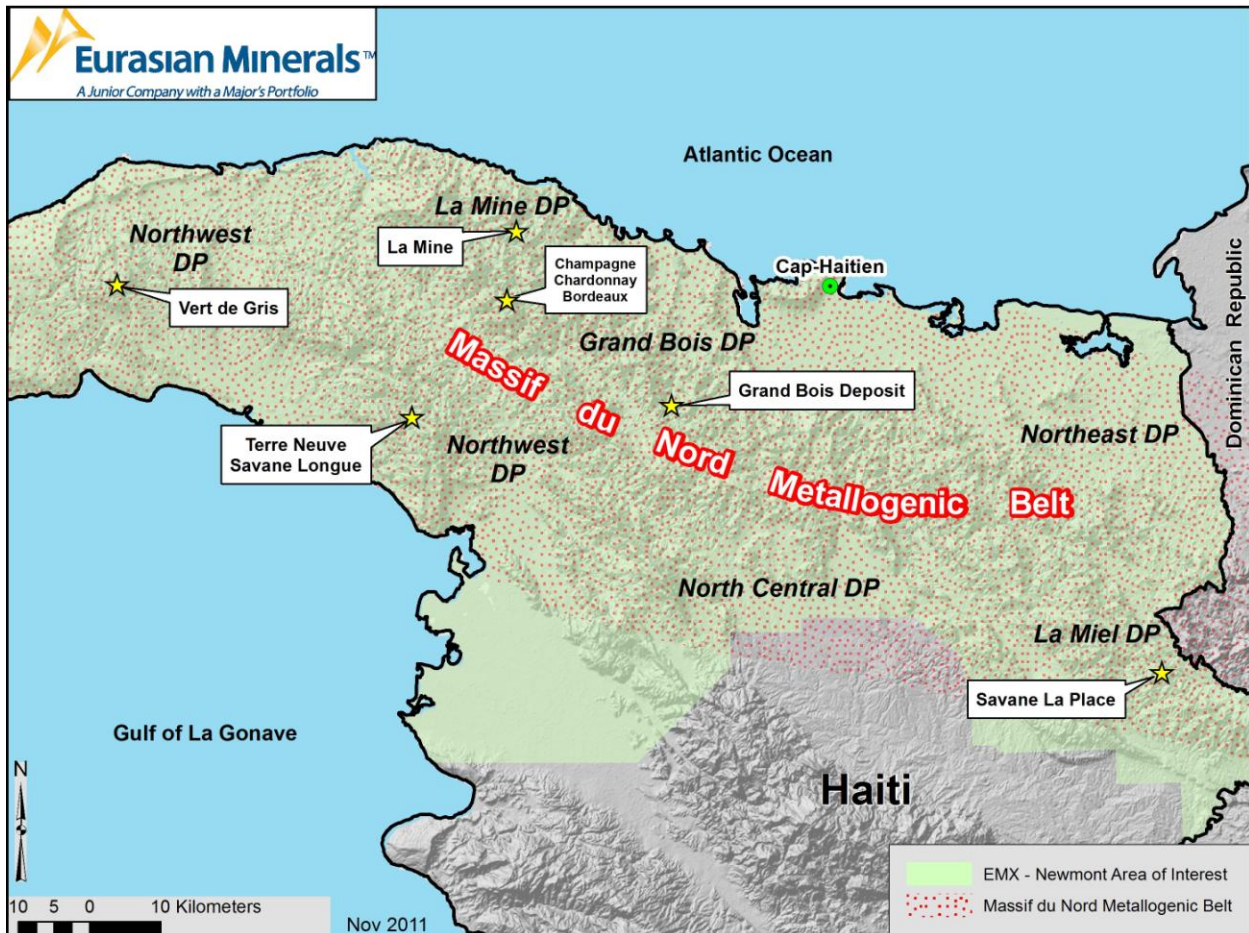 Eurasian Minerals™
A Junior Company with a Major's Portfolio
Atlantic Ocean
La Mine DP
Northwest
DP
La Mine
Champagne
Chardonnay
Bordeaux
Cap-Haitien
Vert de Gris
Grand Bois DP
Dominican Republic
Massif du Nord Metallogenic Belt
Grand Bois Deposit
Terre Neuve
Savane Longue
Northwest
DP
Northeast DP
North Central DP
La Miel DP
Savane La Place
Gulf of La Gonave
Haiti
N
EMX - Newmont Area of Interest
Massif du Nord Metallogenic Belt
10 5 0 10 Kilometers
Nov 2011